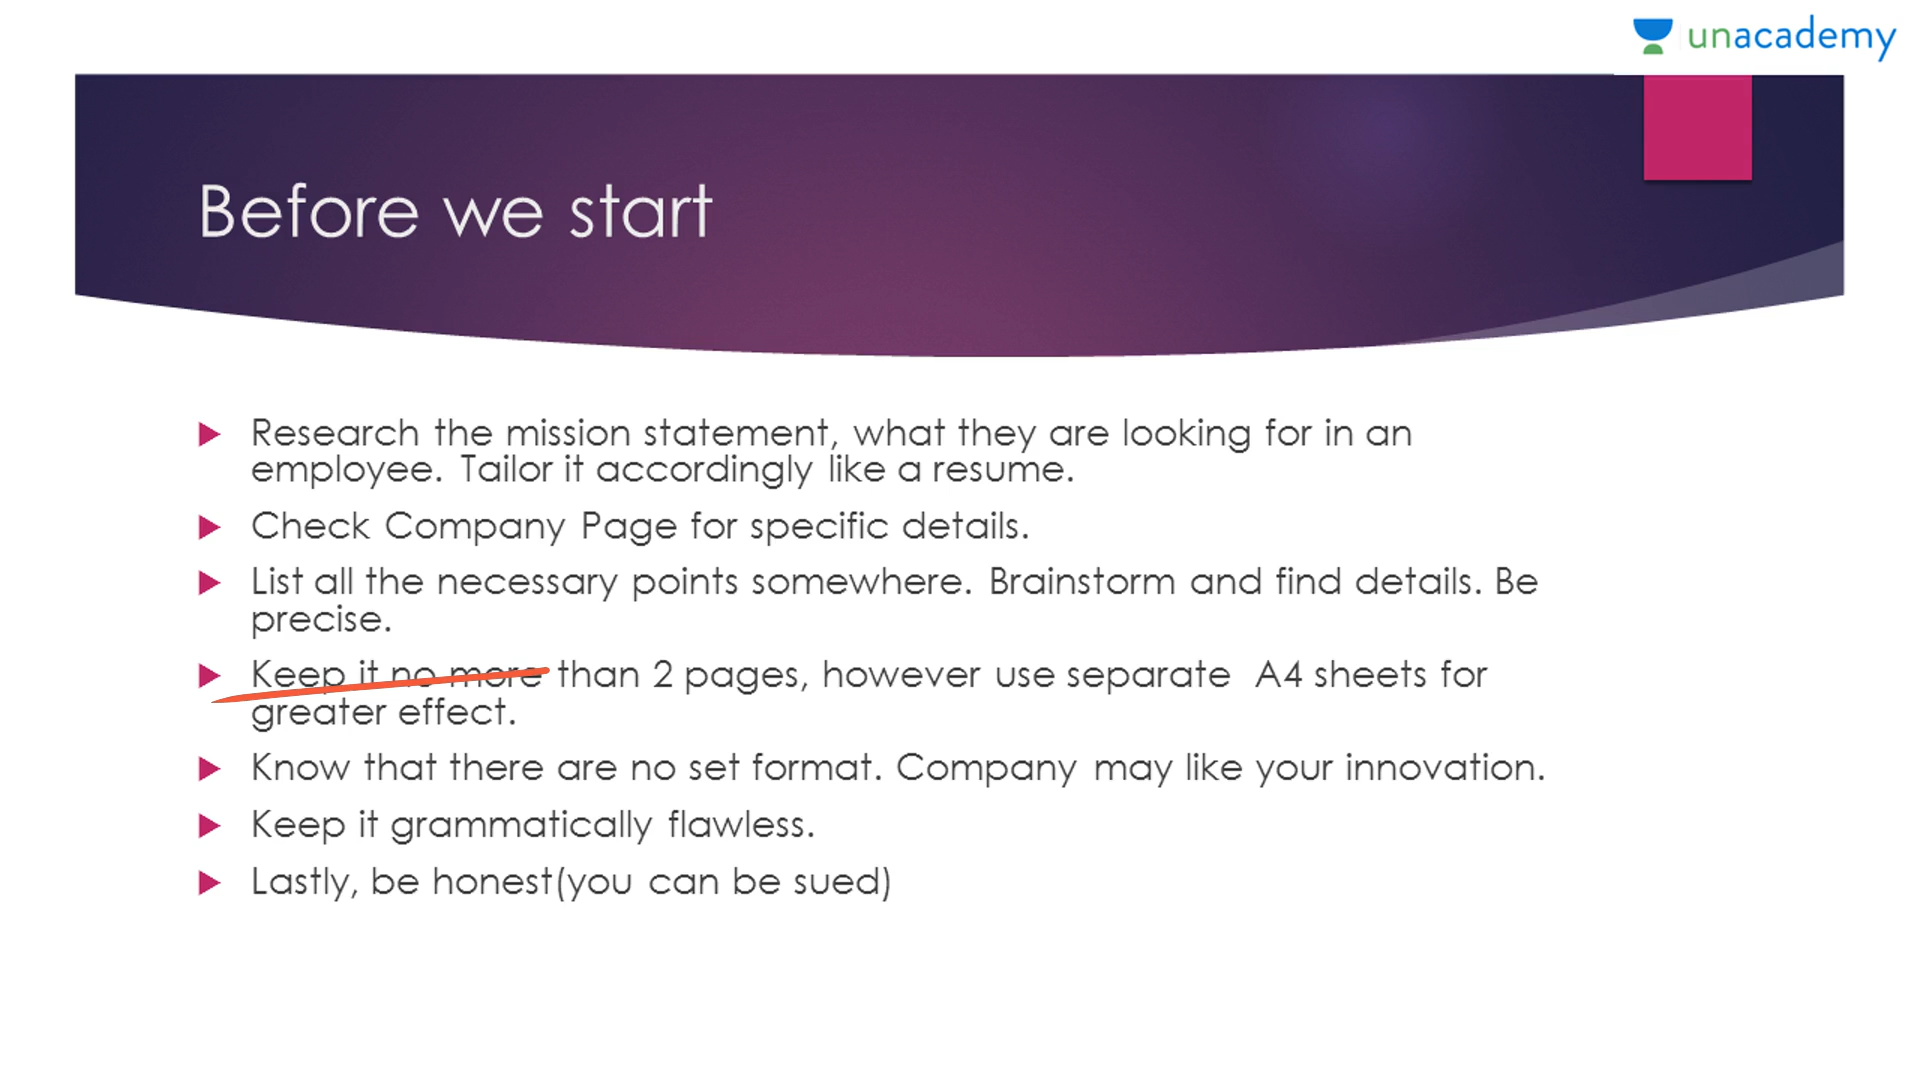 unacademy
Before we start
Research the mission statement, what they are looking for in an
employee. Tailor it accordingly like a resume.
Check Company Page for specific details.
List all the necessary points somewhere. Brainstorm and find details. Be
precise.
Keep it no more than 2 pages, however use separate A4 sheets for
greater effect.
Know that there are no set format. Company may like your innovation.
Keep it grammatically flawless.
Lastly, be honest(you can be sued)